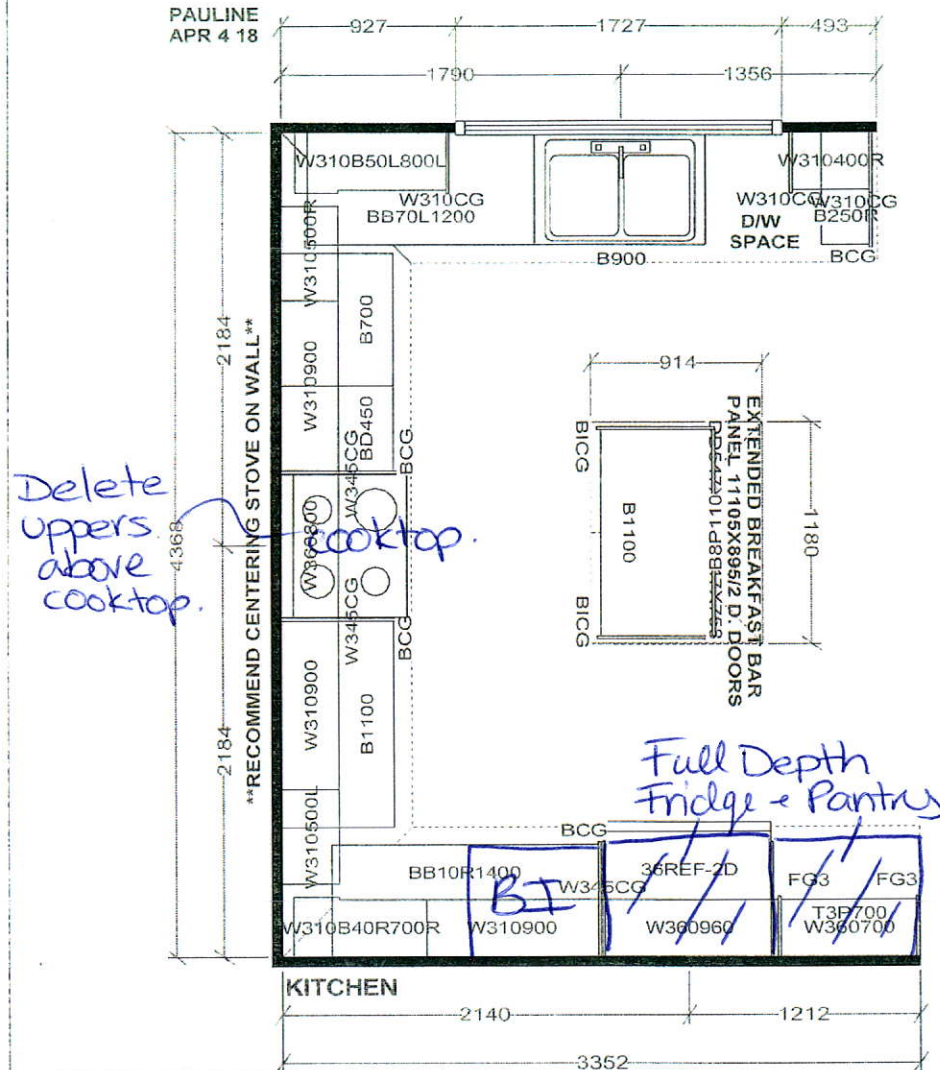 PAULINE
APR 4 18
927
1727
493
1790
1356
W310B50L800L
W310CG
BB70L1200
W310400R
W310CG
W310CG
B250R
D/W
SPACE
B900
BCG
W310500R
W310900
B700
BD450
W345CG
BCG
2184
4368
2184
**RECOMMEND CENTERING STOVE ON WALL**
Delete
uppers
above
cooktop.
cooktop.
W345CG
BCG
W310900
B1100
W310500L
914
BICG
BICG
B1100
EXTENDED BREAKFAST BAR
PANEL 11105X895/2 D. DOORS
1180
Full Depth
Fridge & Pantry
BCG
BB10R1400
BI
W345CG
36REF-2D
FG3
FG3
W310B40R700R
W310900
W360960
T3P700
W360700
KITCHEN
2140
1212
3352